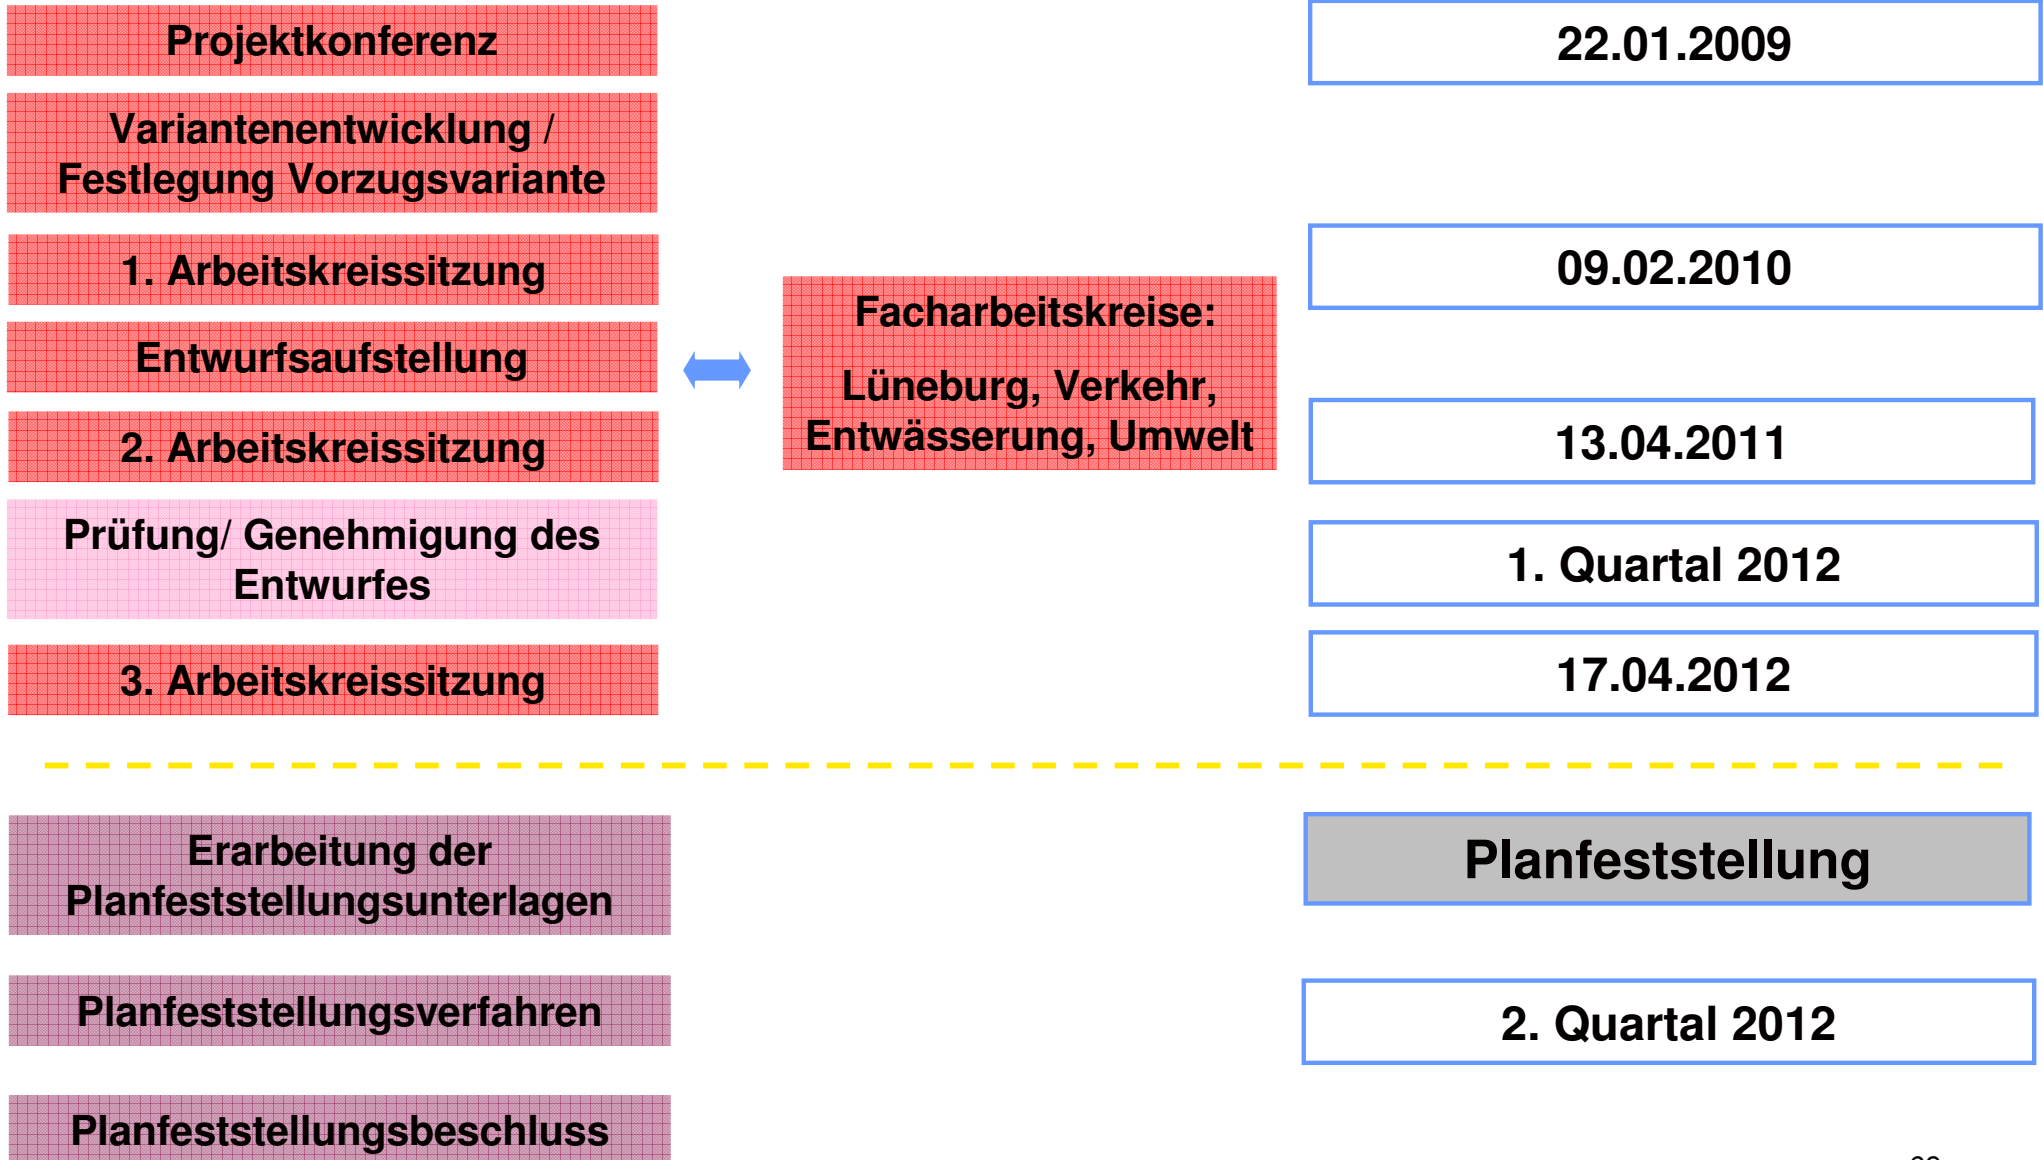 Projektkonferenz
22.01.2009
Variantenentwicklung /
Festlegung Vorzugsvariante
1. Arbeitskreissitzung
09.02.2010
Entwurfsaufstellung
Facharbeitskreise:
Lüneburg, Verkehr,
Entwässerung, Umwelt
2. Arbeitskreissitzung
13.04.2011
Prüfung/ Genehmigung des
Entwurfes
1. Quartal 2012
3. Arbeitskreissitzung
17.04.2012
Erarbeitung der
Planfeststellungsunterlagen
Planfeststellung
Planfeststellungsverfahren
2. Quartal 2012
Planfeststellungsbeschluss